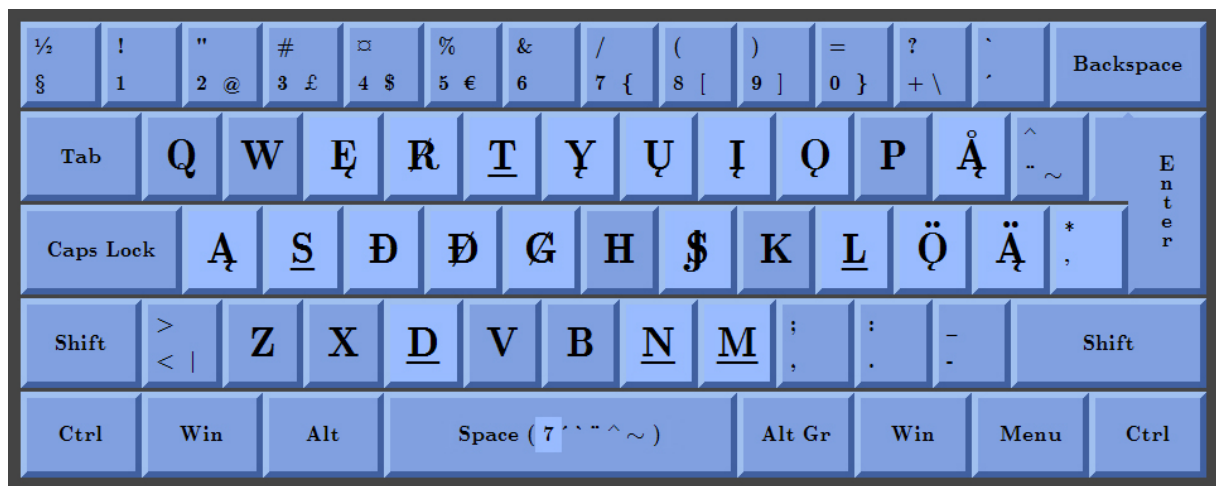 ½ ! " # ¤ % & / ( ) = ? ` Backspace
§ 1 2 @ 3 £ 4 $ 5 € 6 7 { 8 [ 9 ] 0 } + \ ´
Tab Q W Ę R̸ T̲ Y̨ Ų Į Ǫ P Ą̊ ^ Enter
¨ ~
Caps Lock Ą S̲ Đ Đ̸ G̸ H K L̲ Ǫ̈ Ą̈ *
,
Shift > Z X D̲ V B N̲ M̲ ; : _ Shift
< | , . -
Ctrl Win Alt Space ( 7 ´ ` ¨ ^ ~ ) Alt Gr Win Menu Ctrl